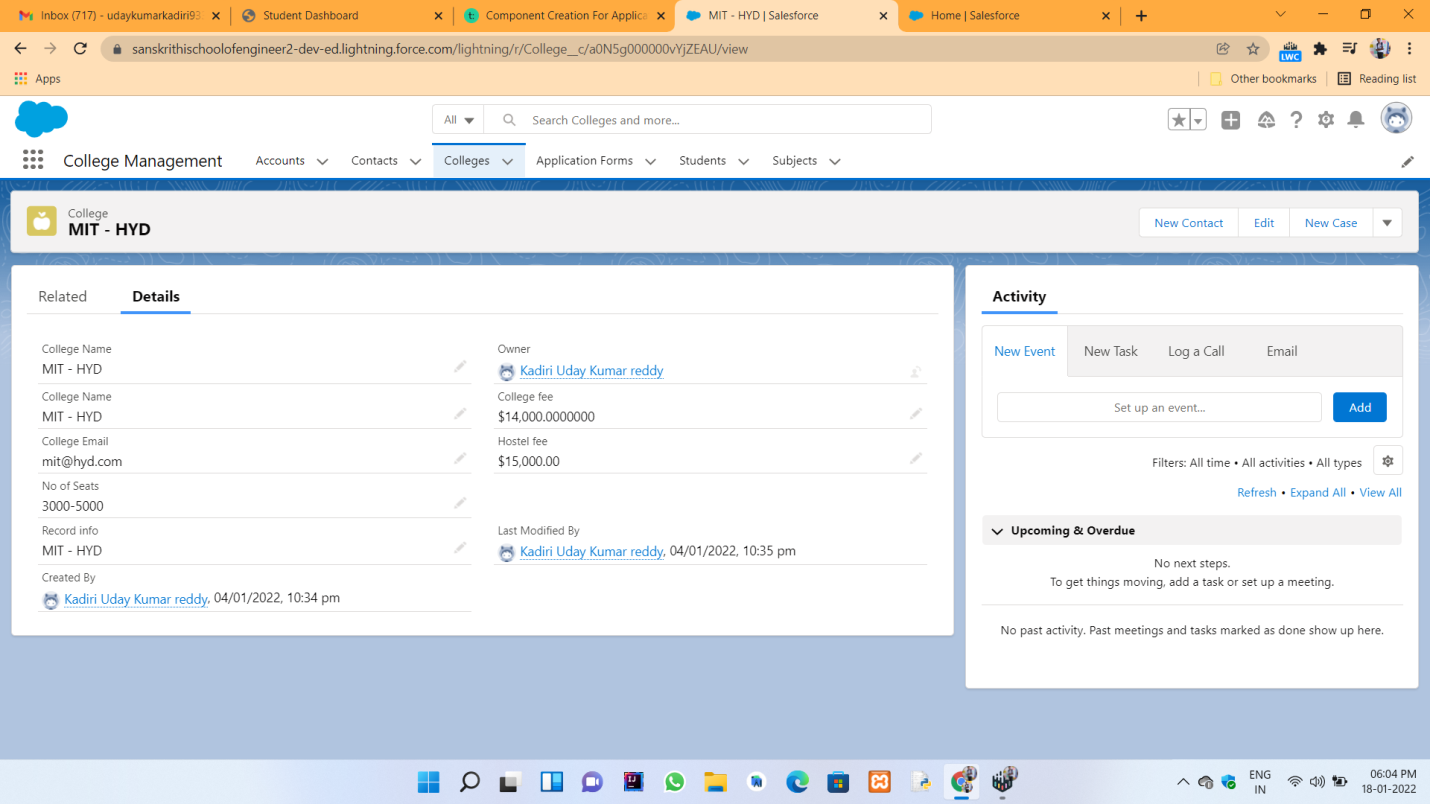 Inbox (717) - udaykumarkadiri93
Student Dashboard
Component Creation For Applica
MIT - HYD | Salesforce
Home | Salesforce
sanskrithischoolofengineer2-dev-ed.lightning.force.com/lightning/r/College__c/a0N5g000000vYjZEAU/view
LWC
Apps
Other bookmarks
Reading list
All
Search Colleges and more...
College Management
Accounts
Contacts
Colleges
Application Forms
Students
Subjects
College
MIT - HYD
New Contact
Edit
New Case
Related
Details
College Name
MIT - HYD
Owner
Kadiri Uday Kumar reddy
College Name
MIT - HYD
College fee
$14,000.0000000
College Email
mit@hyd.com
Hostel fee
$15,000.00
No of Seats
3000-5000
Record info
MIT - HYD
Last Modified By
Kadiri Uday Kumar reddy, 04/01/2022, 10:35 pm
Created By
Kadiri Uday Kumar reddy, 04/01/2022, 10:34 pm
Activity
New Event
New Task
Log a Call
Email
Set up an event...
Add
Filters: All time • All activities • All types
Refresh • Expand All • View All
Upcoming & Overdue
No next steps.
To get things moving, add a task or set up a meeting.
No past activity. Past meetings and tasks marked as done show up here.
ENG
IN
06:04 PM
18-01-2022